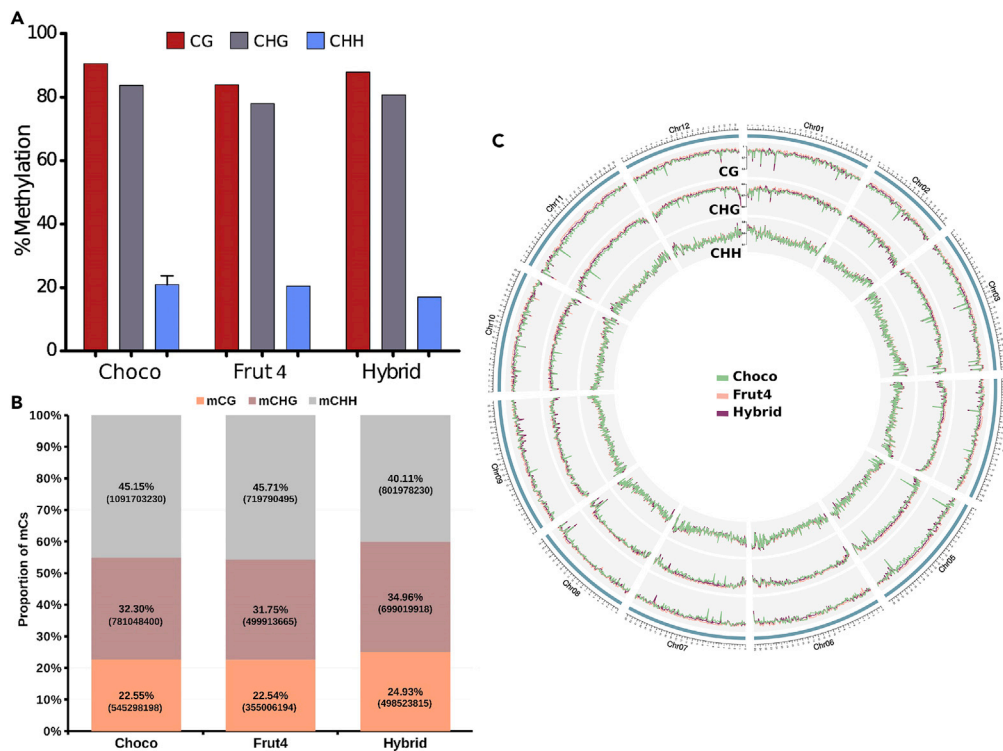 A
100
80
60
40
20
0
%Methylation
CG CHG CHH
Choco Frut 4 Hybrid
B
mCG mCHG mCHH
100%
90%
80%
70%
60%
50%
40%
30%
20%
10%
0%
Proportion of mCs
45.15%
(1091703230)
45.71%
(719790495)
40.11%
(801978230)
32.30%
(781048400)
31.75%
(499913665)
34.96%
(699019918)
22.55%
(545298198)
22.54%
(355006194)
24.93%
(498523815)
Choco Frut4 Hybrid
C
Chr12
Chr01
Chr11
Chr02
Chr10
Chr03
Chr09
Chr08
Chr05
Chr07
Chr06
CG
CHG
CHH
Choco
Frut4
Hybrid